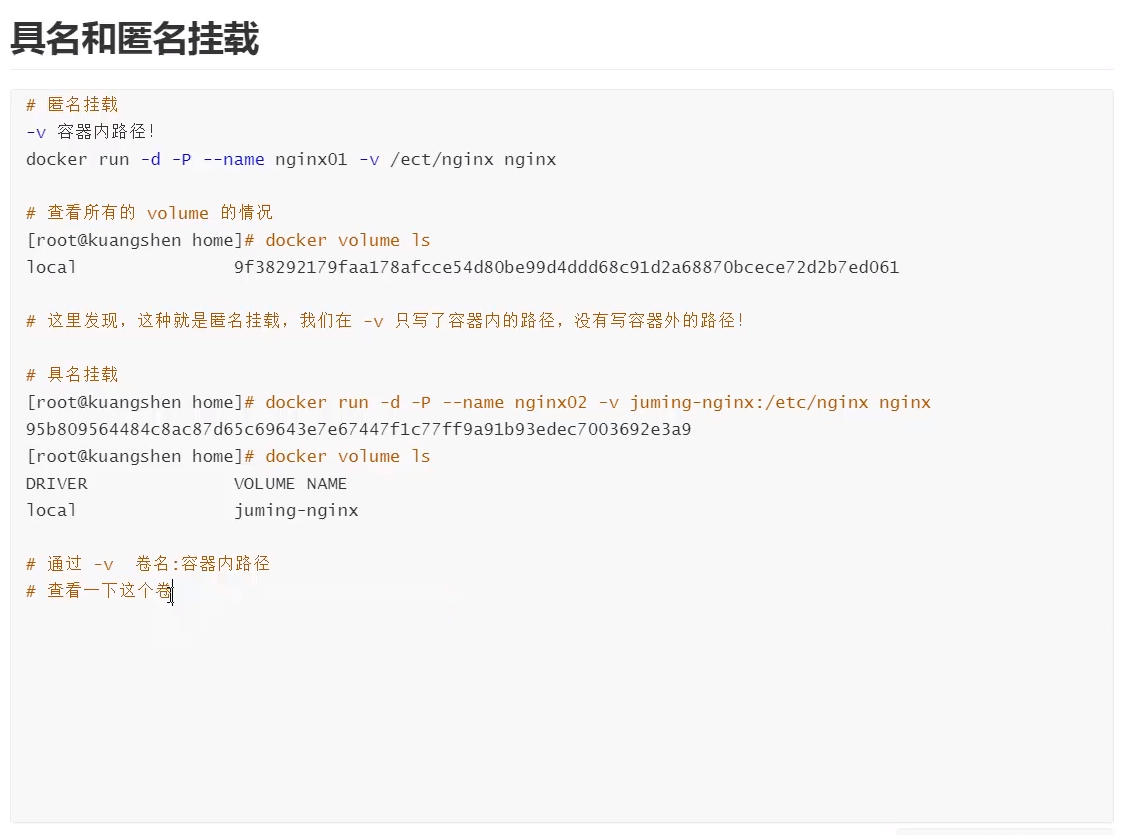 具名和匿名挂载
# 匿名挂载
-v 容器内路径!
docker run -d -P --name nginx01 -v /ect/nginx nginx
# 查看所有的 volume 的情况
[root@kuangshen home]# docker volume ls
local 9f38292179faa178afcce54d80be99d4ddd68c91d2a68870bcece72d2b7ed061
# 这里发现，这种就是匿名挂载，我们在 -v 只写了容器内的路径，没有写容器外的路径！
# 具名挂载
[root@kuangshen home]# docker run -d -P --name nginx02 -v juming-nginx:/etc/nginx nginx
95b809564484c8ac87d65c69643e7e67447f1c77ff9a91b93edec7003692e3a9
[root@kuangshen home]# docker volume ls
DRIVER VOLUME NAME
local juming-nginx
# 通过 -v 卷名:容器内路径
# 查看一下这个卷